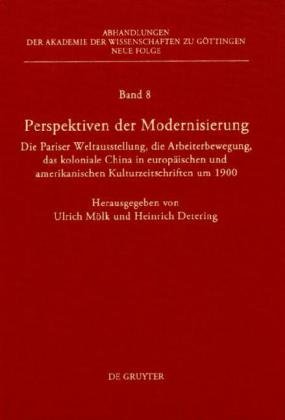 ABHANDLUNGEN
DER AKADEMIE DER WISSENSCHAFTEN ZU GÖTTINGEN
NEUE FOLGE
Band 8
Perspektiven der Modernisierung
Die Pariser Weltausstellung, die Arbeiterbewegung,
das koloniale China in europäischen und
amerikanischen Kulturzeitschriften um 1900
Herausgegeben von
Ulrich Mölk und Heinrich Detering
DE GRUYTER